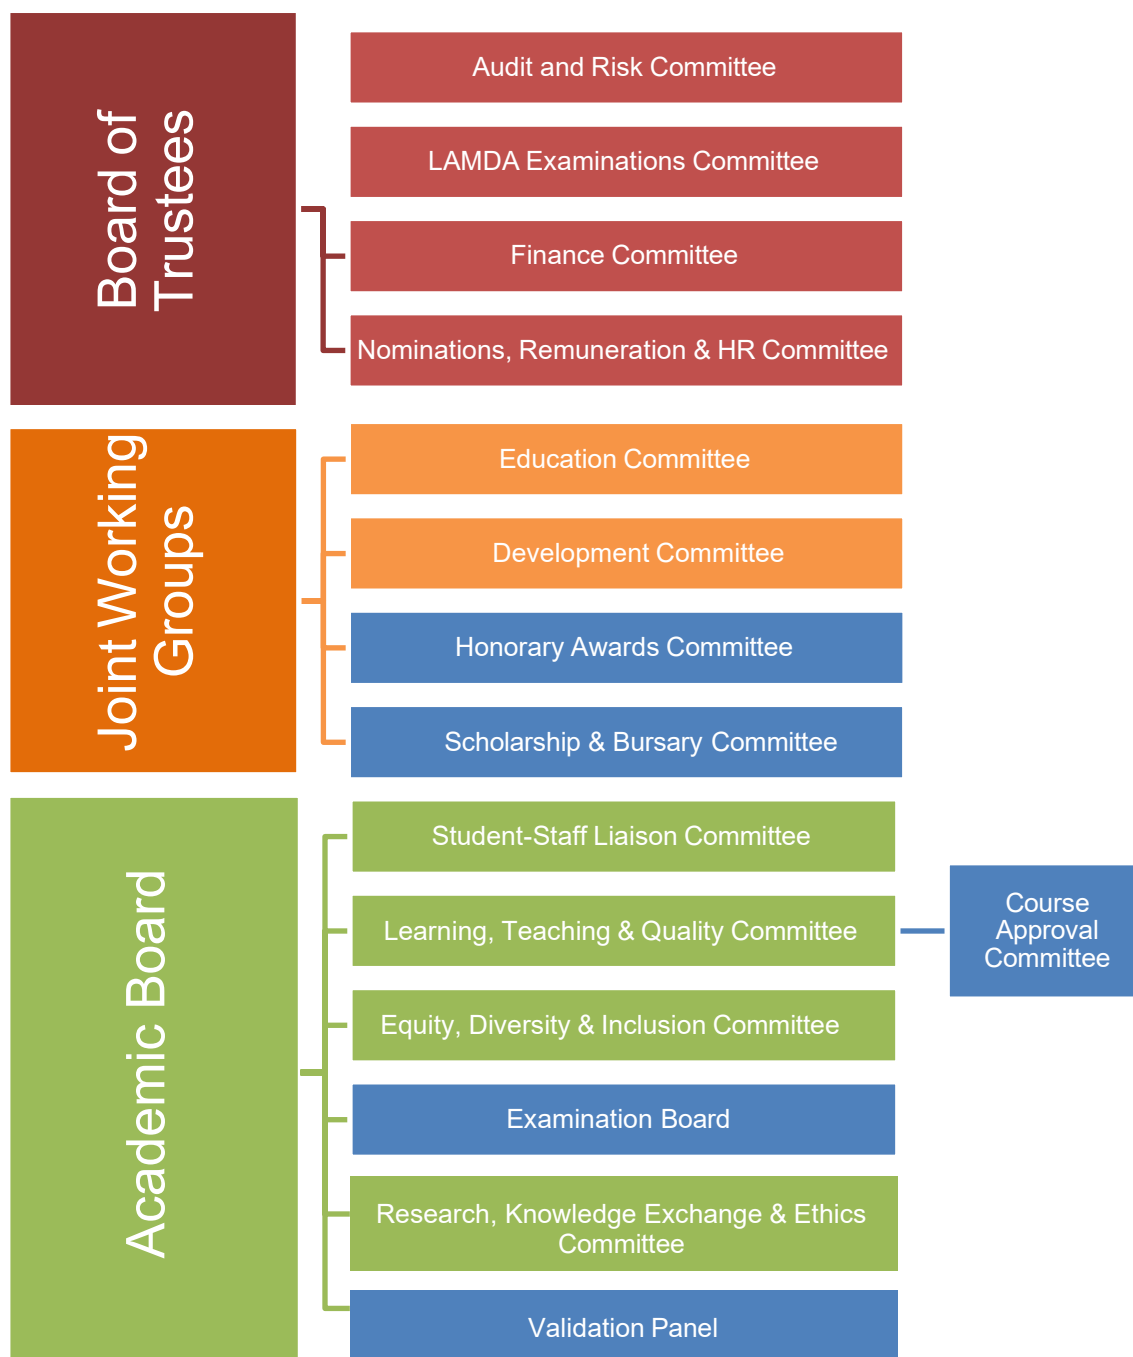 Board of
Trustees
Audit and Risk Committee
LAMDA Examinations Committee
Finance Committee
Nominations, Remuneration & HR Committee
Joint Working
Groups
Education Committee
Development Committee
Honorary Awards Committee
Scholarship & Bursary Committee
Academic Board
Student-Staff Liaison Committee
Learning, Teaching & Quality Committee
Course
Approval
Committee
Equity, Diversity & Inclusion Committee
Examination Board
Research, Knowledge Exchange & Ethics
Committee
Validation Panel